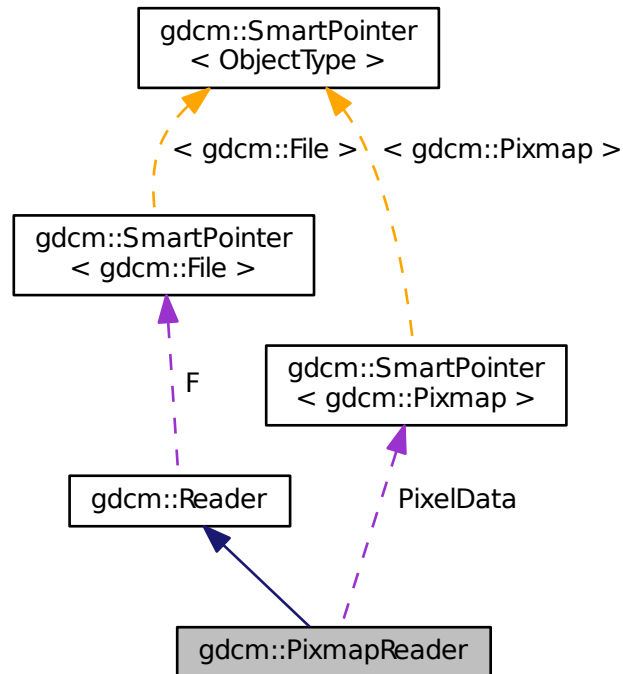 gdcm::SmartPointer
< ObjectType >
< gdcm::File >
< gdcm::Pixmap >
gdcm::SmartPointer
< gdcm::File >
gdcm::SmartPointer
< gdcm::Pixmap >
F
gdcm::Reader
PixelData
gdcm::PixmapReader